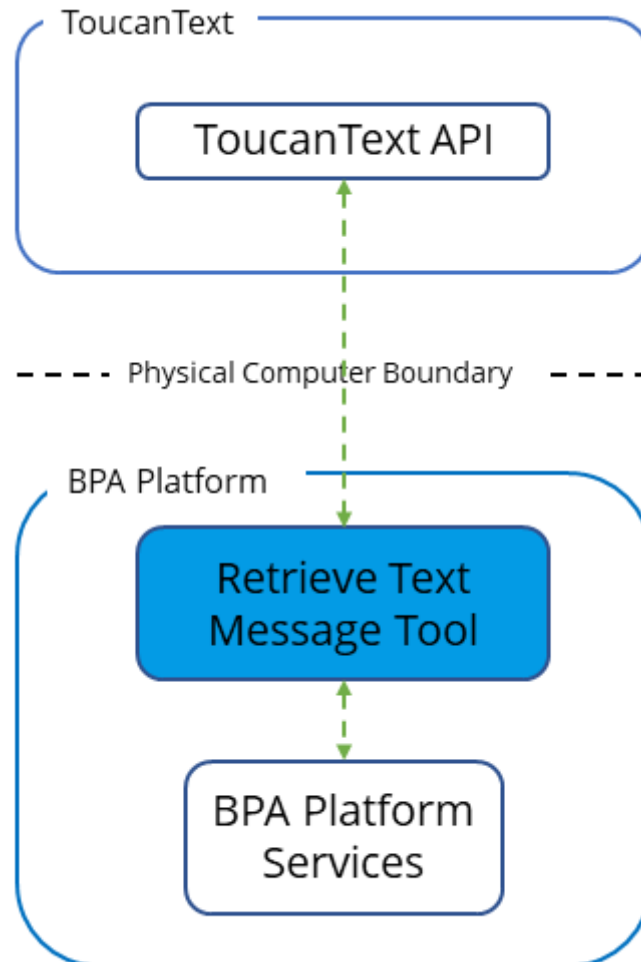 ToucanText
ToucanText API
Physical Computer Boundary
BPA Platform
Retrieve Text
Message Tool
BPA Platform
Services